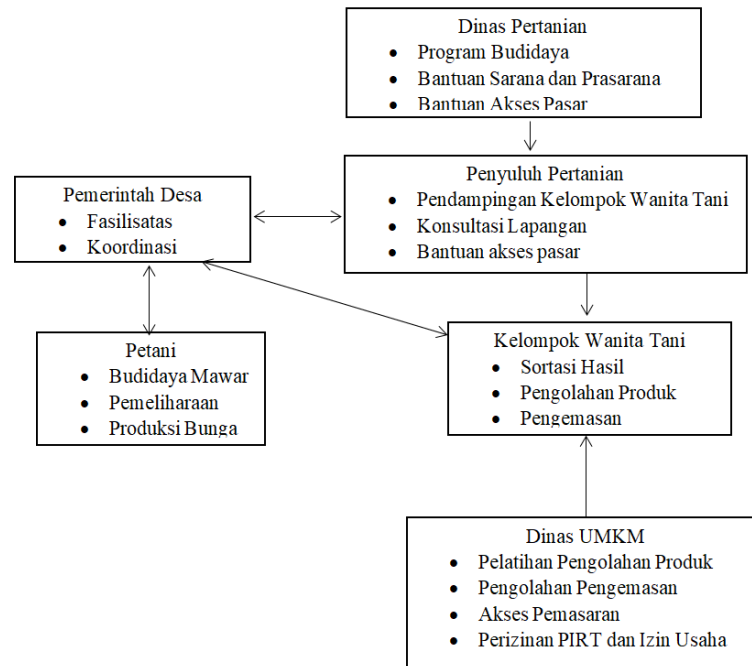 Dinas Pertanian
• Program Budidaya
• Bantuan Sarana dan Prasarana
• Bantuan Akses Pasar
Penyuluh Pertanian
• Pendampingan Kelompok Wanita Tani
• Konsultasi Lapangan
• Bantuan akses pasar
Pemerintah Desa
• Fasilisatas
• Koordinasi
Petani
• Budidaya Mawar
• Pemeliharaan
• Produksi Bunga
Kelompok Wanita Tani
• Sortasi Hasil
• Pengolahan Produk
• Pengemasan
Dinas UMKM
• Pelatihan Pengolahan Produk
• Pengolahan Pengemasan
• Akses Pemasaran
• Perizinan PIRT dan Izin Usaha